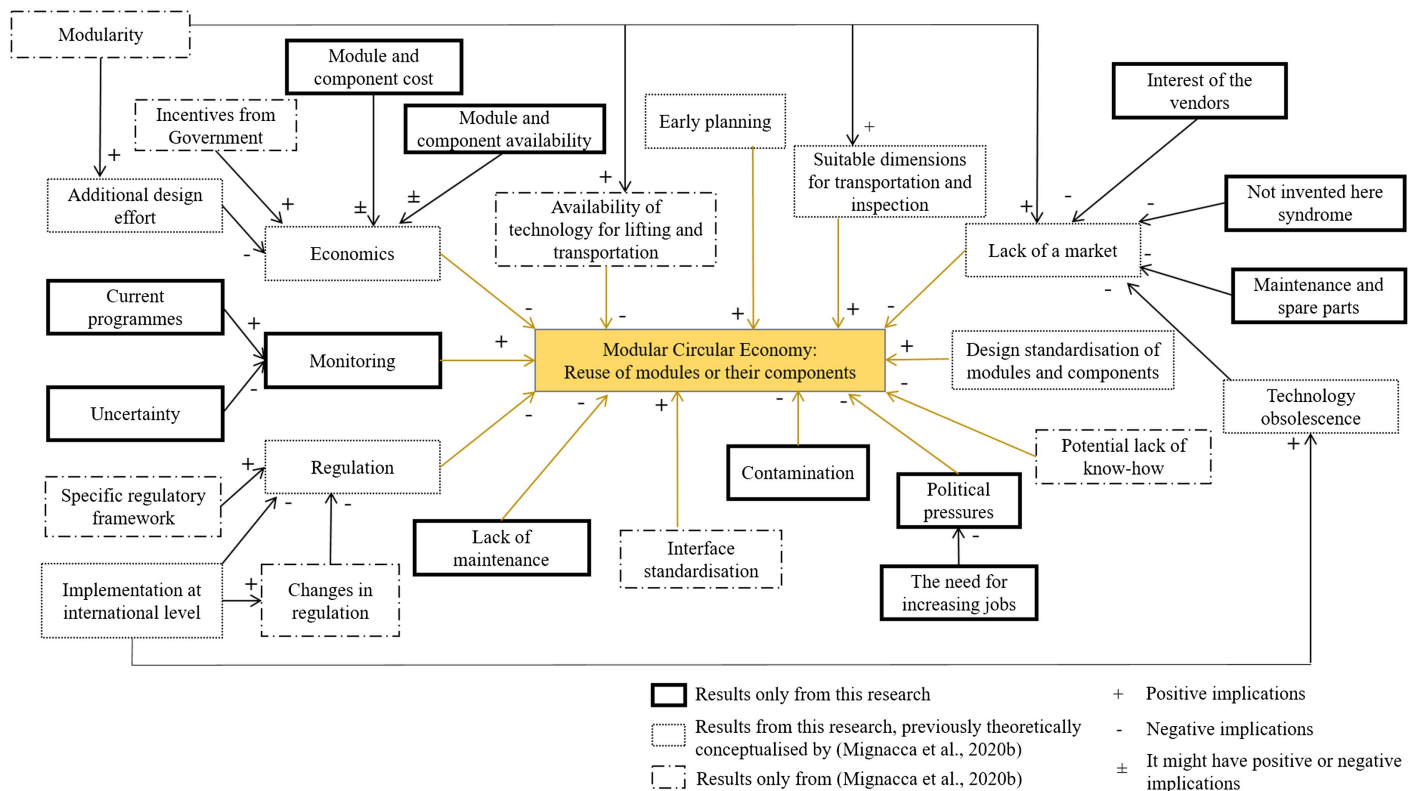 Modularity
Module and
component cost
Interest of the
vendors
Incentives from
Government
Module and
component availability
Early planning
+
+
Suitable dimensions
for transportation and
inspection
Additional design
effort
+
±
±
+
Availability of
technology for lifting and
transportation
+
-
-
Not invented here
syndrome
Economics
-
Lack of a market
-
Maintenance and
spare parts
-
Current
programmes
+
Monitoring
-
+
-
-
+
+
-
Modular Circular Economy:
Reuse of modules or their components
+
Design standardisation of
modules and components
Uncertainty
-
-
-
+
-
-
-
Technology
obsolescence
+
Regulation
Contamination
Potential lack of
know-how
Specific regulatory
framework
+
-
-
Political
pressures
Lack of
maintenance
Interface
standardisation
-
Implementation at
international level
+
Changes in
regulation
The need for
increasing jobs
Results only from this research
Results from this research, previously theoretically
conceptualised by (Mignacca et al., 2020b)
Results only from (Mignacca et al., 2020b)
+ Positive implications
- Negative implications
± It might have positive or negative
implications